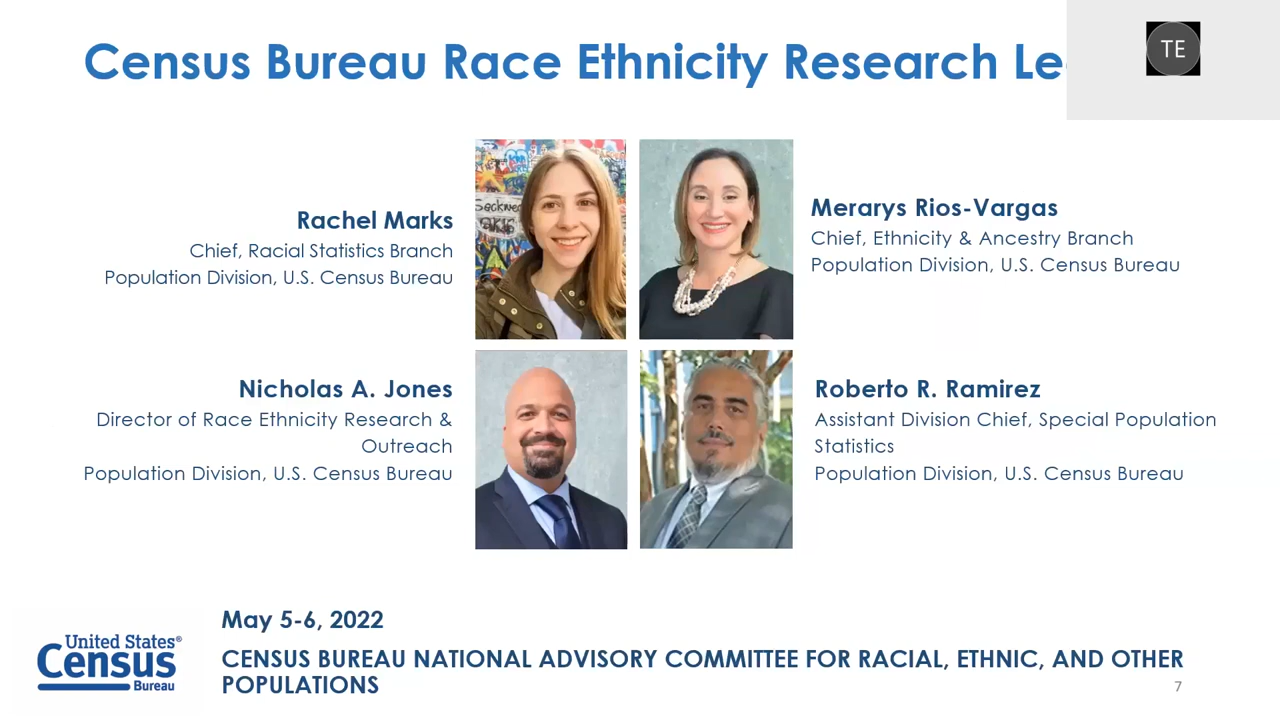 Census Bureau Race Ethnicity Research
TE
Rachel Marks
Chief, Racial Statistics Branch
Population Division, U.S. Census Bureau
Merarys Rios-Vargas
Chief, Ethnicity & Ancestry Branch
Population Division, U.S. Census Bureau
Nicholas A. Jones
Director of Race Ethnicity Research &
Outreach
Population Division, U.S. Census Bureau
Roberto R. Ramirez
Assistant Division Chief, Special Population
Statistics
Population Division, U.S. Census Bureau
May 5-6, 2022
CENSUS BUREAU NATIONAL ADVISORY COMMITTEE FOR RACIAL, ETHNIC, AND OTHER
POPULATIONS
United States®
Census
Bureau
7